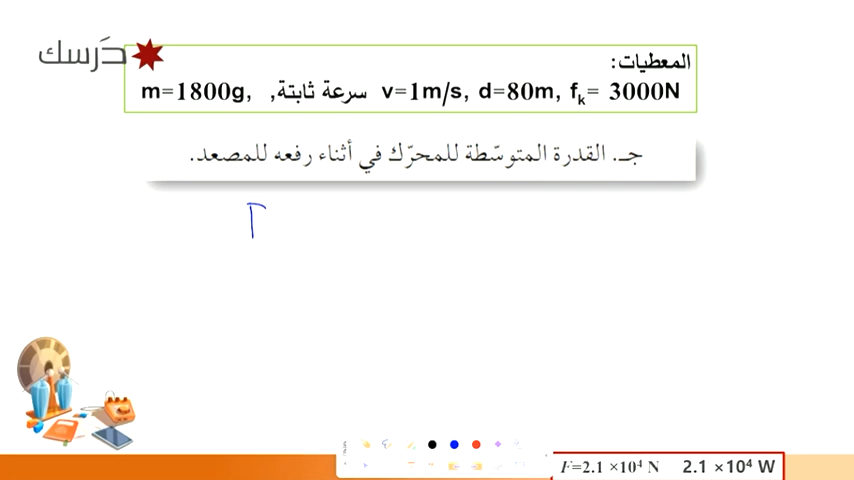 دَرسك
المعطيات:
m=1800g, سرعة ثابتة, v=1m/s, d=80m, fk= 3000N
جـ. القدرة المتوسّطة للمحرّك في أثناء رفعه للمصعد.
F=2.1 ×10⁴ N 2.1 ×10⁴ W